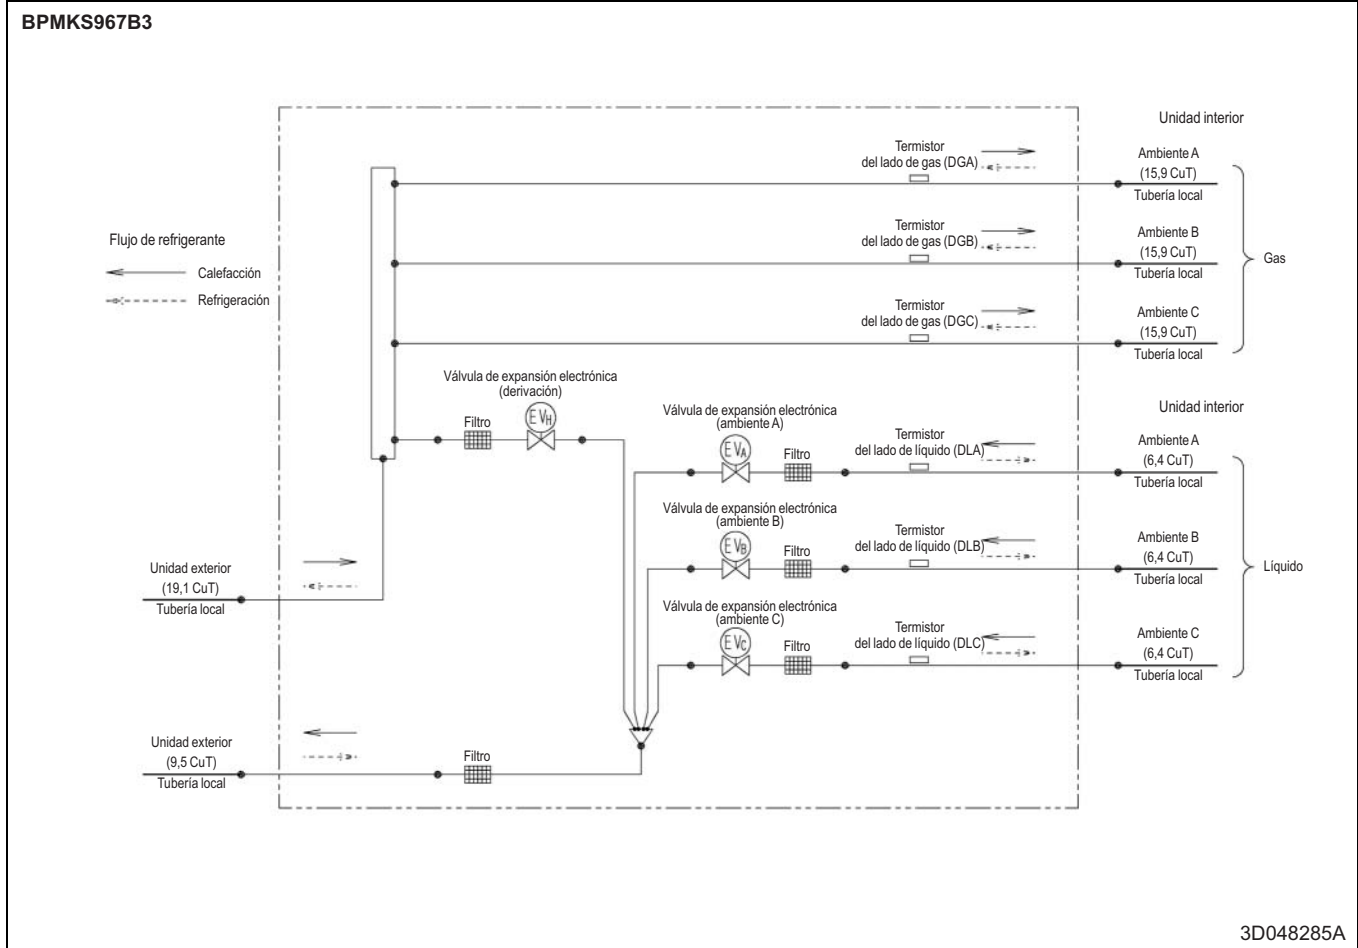 BPMKS967B3
Unidad interior
Termistor
del lado de gas (DGA)
Ambiente A
(15,9 CuT)
Tubería local
Termistor
del lado de gas (DGB)
Ambiente B
(15,9 CuT)
Tubería local
Gas
Flujo de refrigerante
Calefacción
Refrigeración
Termistor
del lado de gas (DGC)
Ambiente C
(15,9 CuT)
Tubería local
Válvula de expansión electrónica
(derivación)
Filtro
EVH
Unidad interior
Válvula de expansión electrónica
(ambiente A)
EVA
Filtro
Termistor
del lado de líquido (DLA)
Ambiente A
(6,4 CuT)
Tubería local
Válvula de expansión electrónica
(ambiente B)
EVB
Filtro
Termistor
del lado de líquido (DLB)
Ambiente B
(6,4 CuT)
Tubería local
Líquido
Unidad exterior
(19,1 CuT)
Tubería local
Válvula de expansión electrónica
(ambiente C)
EVC
Filtro
Termistor
del lado de líquido (DLC)
Ambiente C
(6,4 CuT)
Tubería local
Unidad exterior
(9,5 CuT)
Tubería local
Filtro
3D048285A